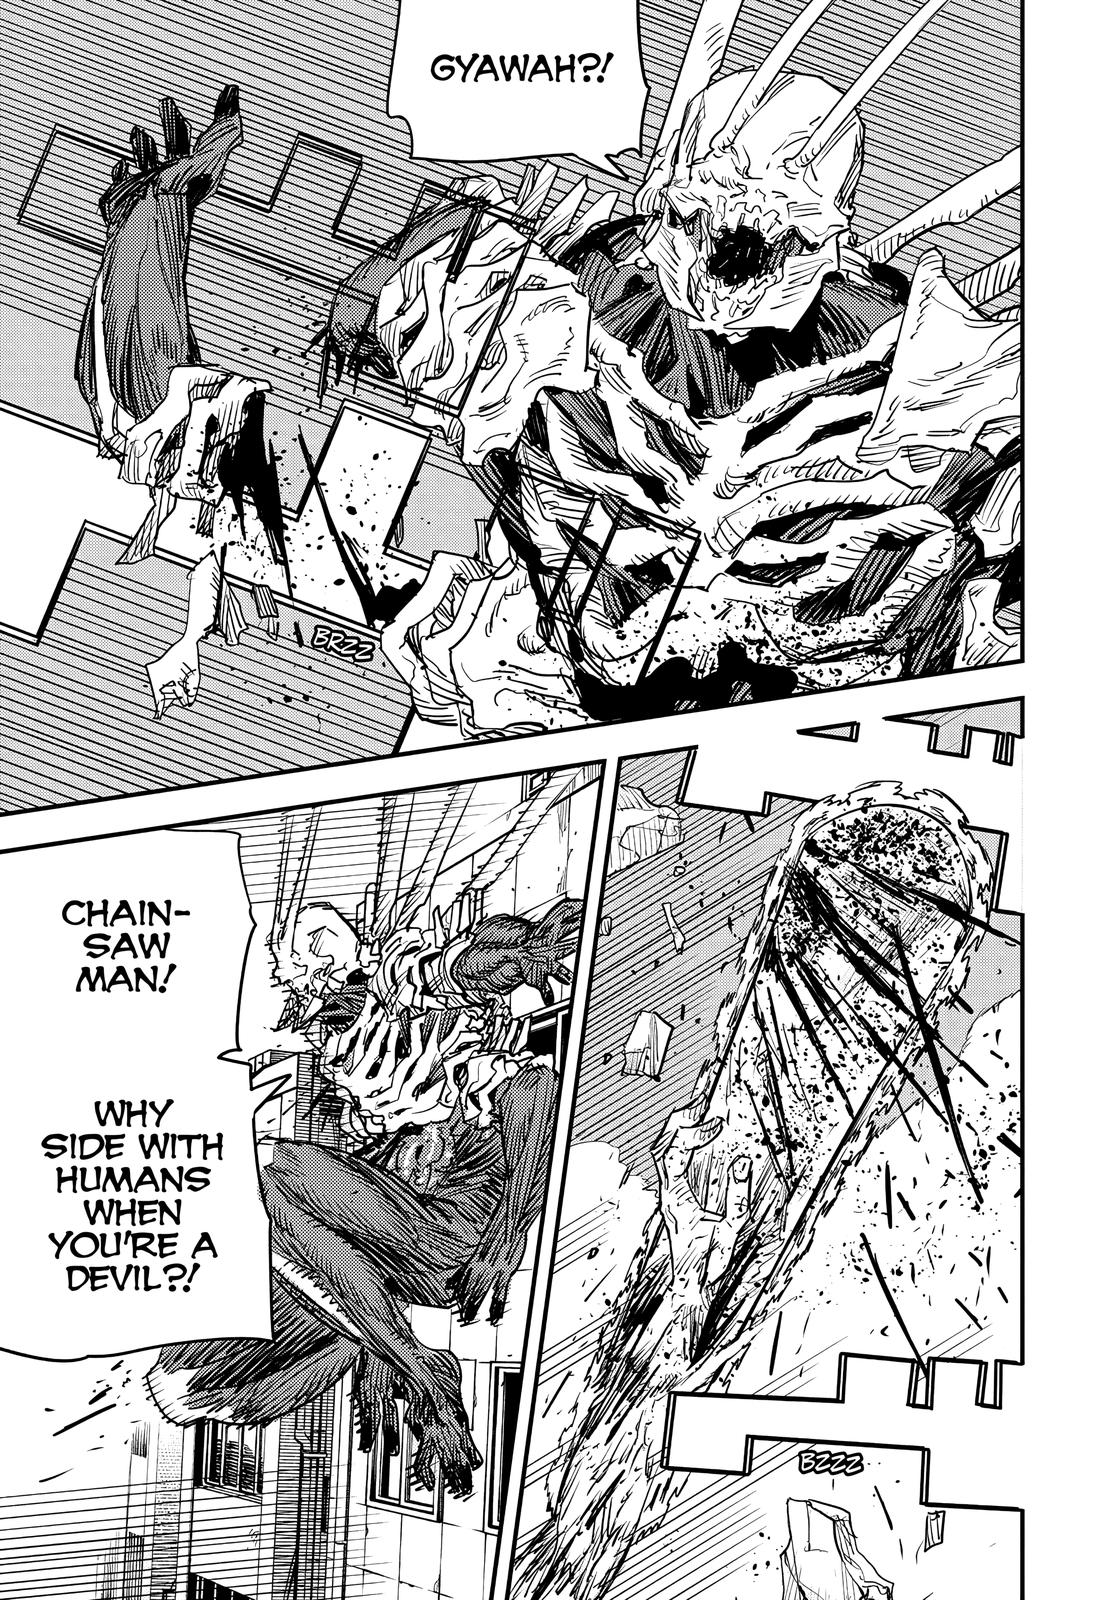 GYAWAH?!
BRZZ
BZZZ
CHAIN-
SAW
MAN!
WHY
SIDE WITH
HUMANS
WHEN
YOU'RE A
DEVIL?!